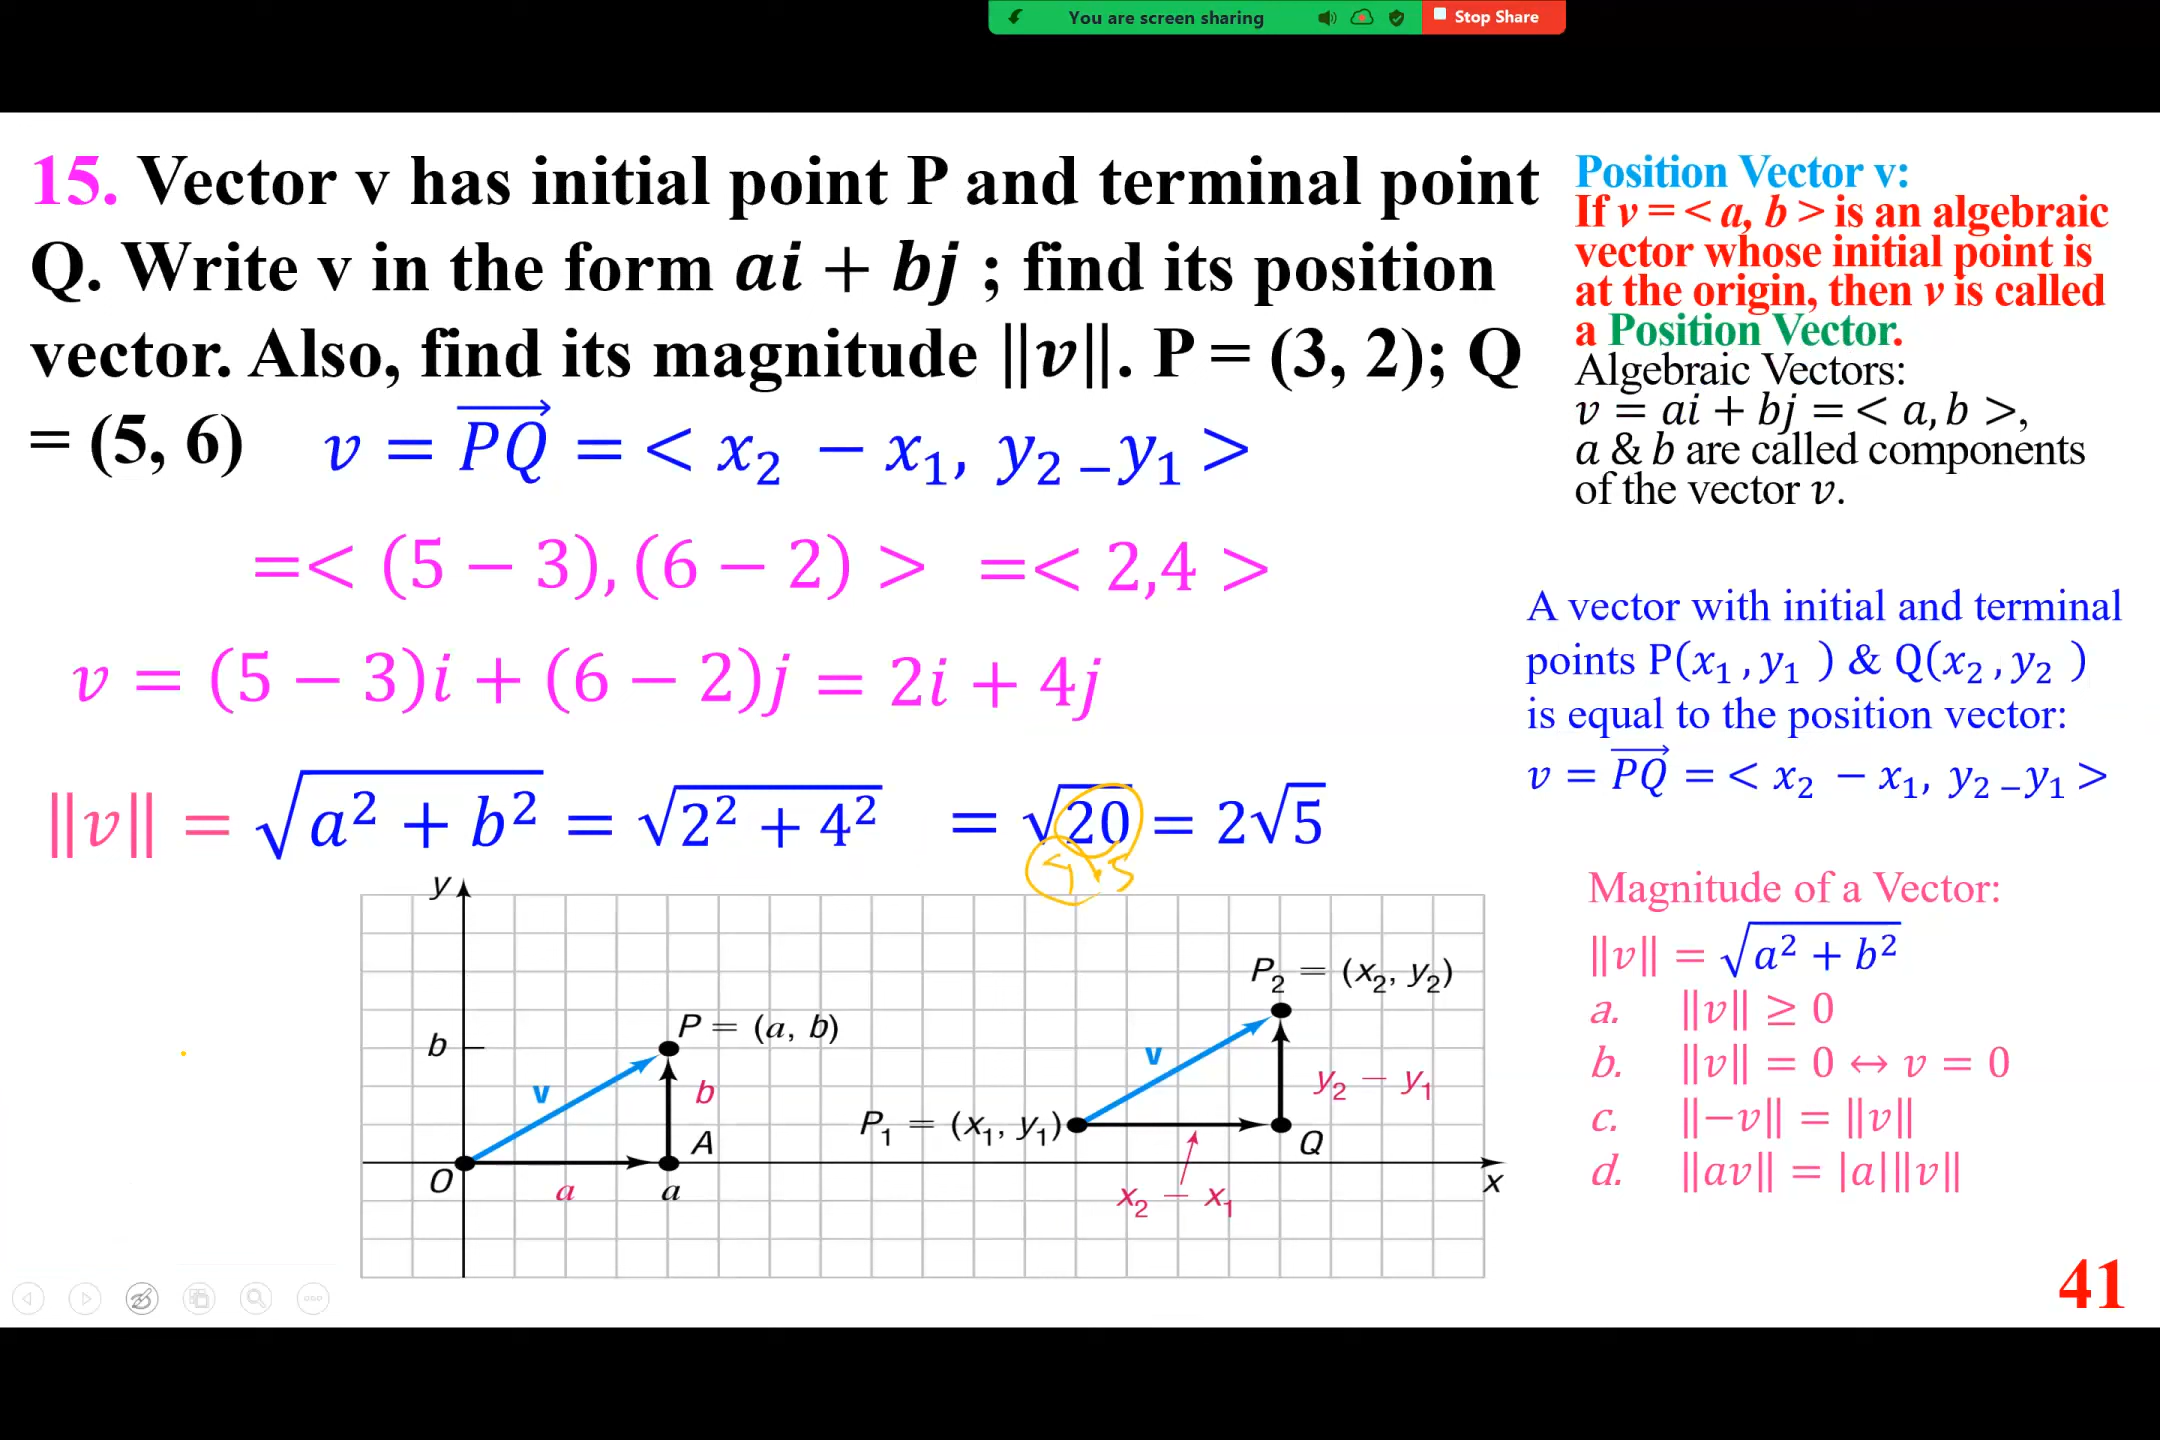 You are screen sharing
Stop Share
15. Vector v has initial point P and terminal point
Q. Write v in the form ai + bj ; find its position
vector. Also, find its magnitude ‖v‖. P = (3, 2); Q
= (5, 6)
v = PQ⃗ = < x₂ − x₁, y₂ − y₁ >
=< (5 − 3), (6 − 2) > =< 2,4 >
v = (5 − 3)i + (6 − 2)j = 2i + 4j
‖v‖ = √(a² + b²) = √(2² + 4²) = √20 = 2√5
4·5
y
b
P = (a, b)
v
b
A
O
a
a
P₁ = (x₁, y₁)
v
P₂ = (x₂, y₂)
y₂ − y₁
Q
x₂ − x₁
x
Position Vector v:
If v = < a, b > is an algebraic
vector whose initial point is
at the origin, then v is called
a Position Vector.
Algebraic Vectors:
v = ai + bj = < a, b >,
a & b are called components
of the vector v.
A vector with initial and terminal
points P(x₁ , y₁ ) & Q(x₂ , y₂ )
is equal to the position vector:
v = PQ⃗ = < x₂ − x₁, y₂ − y₁ >
Magnitude of a Vector:
‖v‖ = √(a² + b²)
a. ‖v‖ ≥ 0
b. ‖v‖ = 0 ↔ v = 0
c. ‖−v‖ = ‖v‖
d. ‖av‖ = |a|‖v‖
41